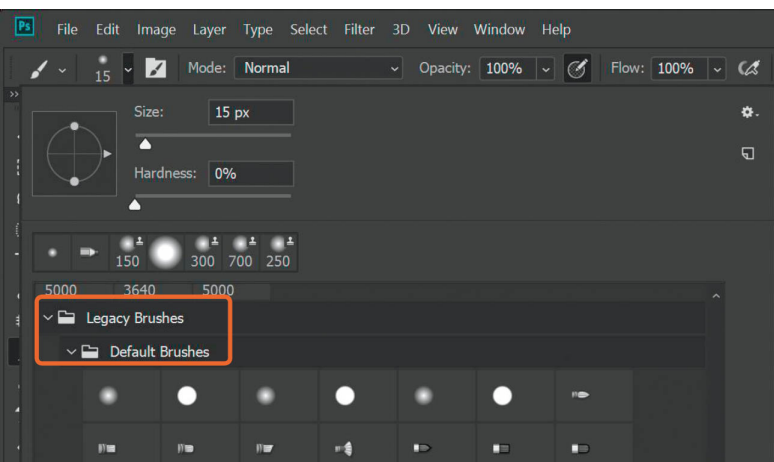 Ps File Edit Image Layer Type Select Filter 3D View Window Help
15 Mode: Normal Opacity: 100% Flow: 100%
Size: 15 px
Hardness: 0%
150 300 700 250
5000 3640 5000
Legacy Brushes
Default Brushes